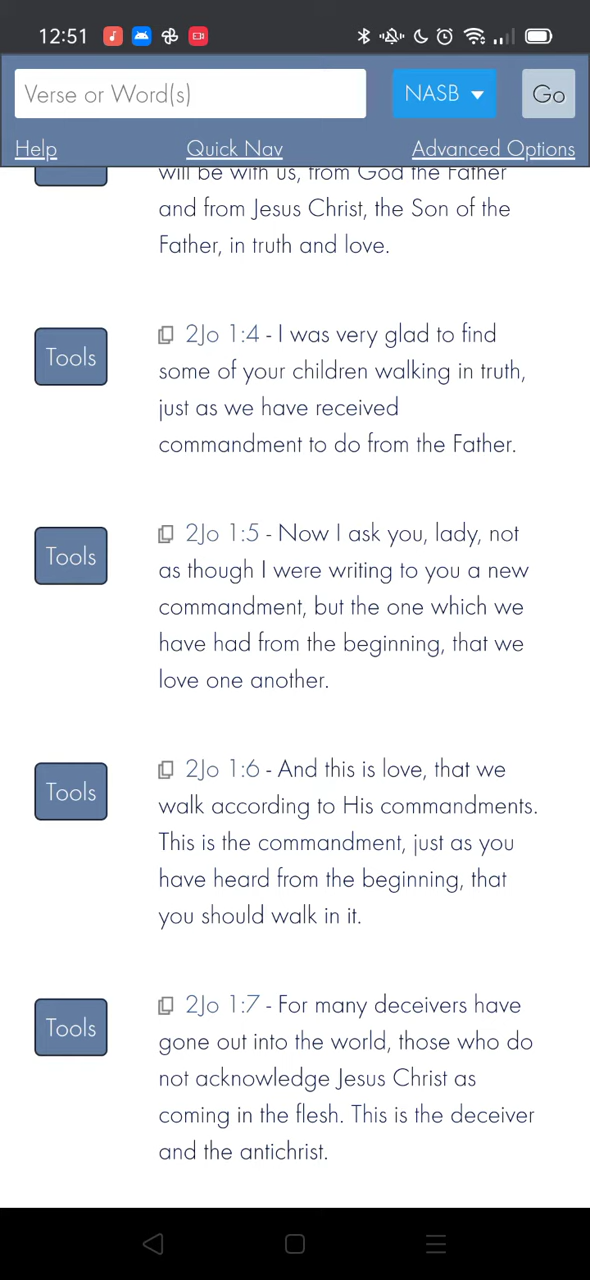 12:51
Verse or Word(s)
NASB
Go
Help
Quick Nav
Advanced Options
will be with us, from God the Father
and from Jesus Christ, the Son of the
Father, in truth and love.
Tools
2Jo 1:4 - I was very glad to find
some of your children walking in truth,
just as we have received
commandment to do from the Father.
Tools
2Jo 1:5 - Now I ask you, lady, not
as though I were writing to you a new
commandment, but the one which we
have had from the beginning, that we
love one another.
Tools
2Jo 1:6 - And this is love, that we
walk according to His commandments.
This is the commandment, just as you
have heard from the beginning, that
you should walk in it.
Tools
2Jo 1:7 - For many deceivers have
gone out into the world, those who do
not acknowledge Jesus Christ as
coming in the flesh. This is the deceiver
and the antichrist.